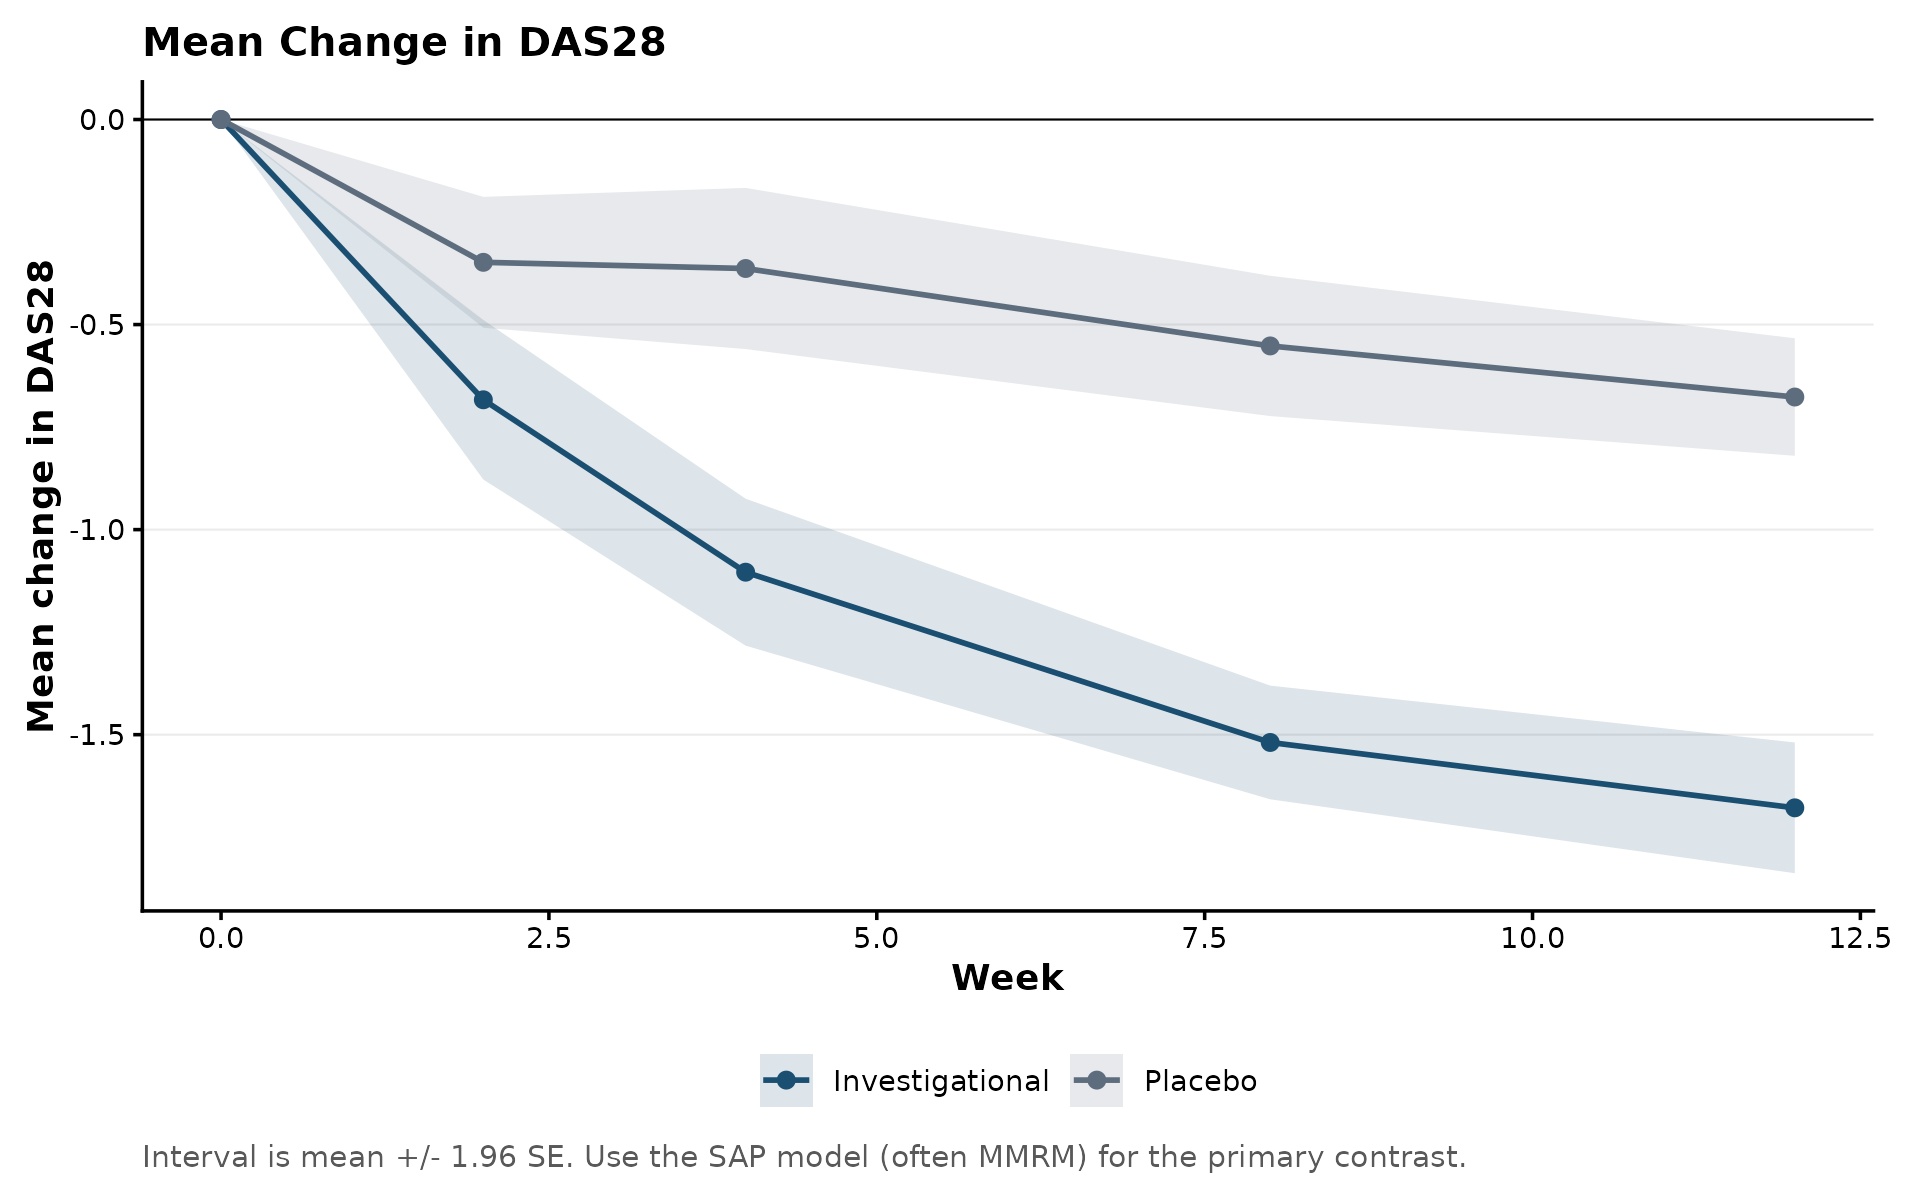 Mean Change in DAS28
Mean change in DAS28
0.0
-0.5
-1.0
-1.5
0.0 2.5 5.0 7.5 10.0 12.5
Week
Investigational Placebo
Interval is mean +/- 1.96 SE. Use the SAP model (often MMRM) for the primary contrast.